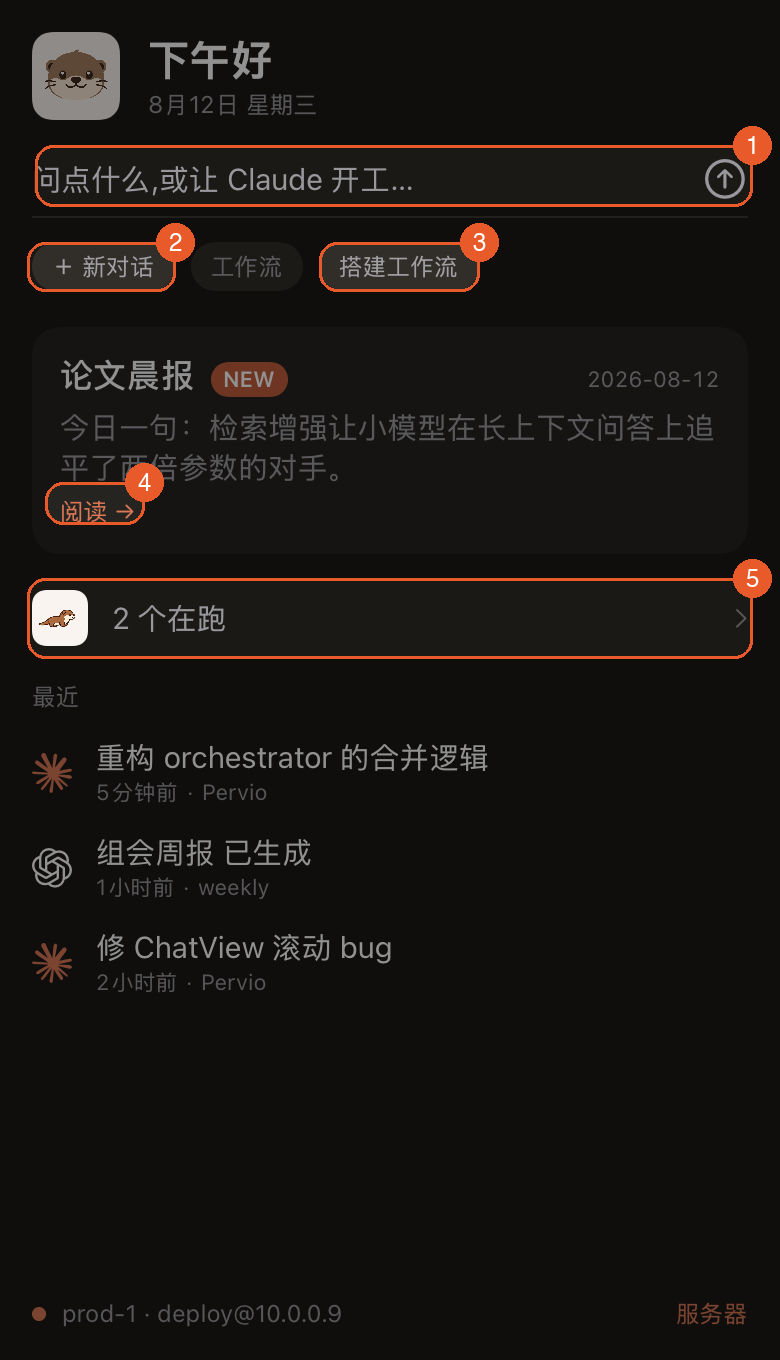 下午好
8月12日 星期三
1
问点什么,或让 Claude 开工...
2
3
+ 新对话
工作流
搭建工作流
论文晨报 NEW 2026-08-12
今日一句：检索增强让小模型在长上下文问答上追
平了两倍参数的对手。
4
阅读 →
5
2 个在跑
最近
重构 orchestrator 的合并逻辑
5分钟前 · Pervio
组会周报 已生成
1小时前 · weekly
修 ChatView 滚动 bug
2小时前 · Pervio
prod-1 · deploy@10.0.0.9 服务器